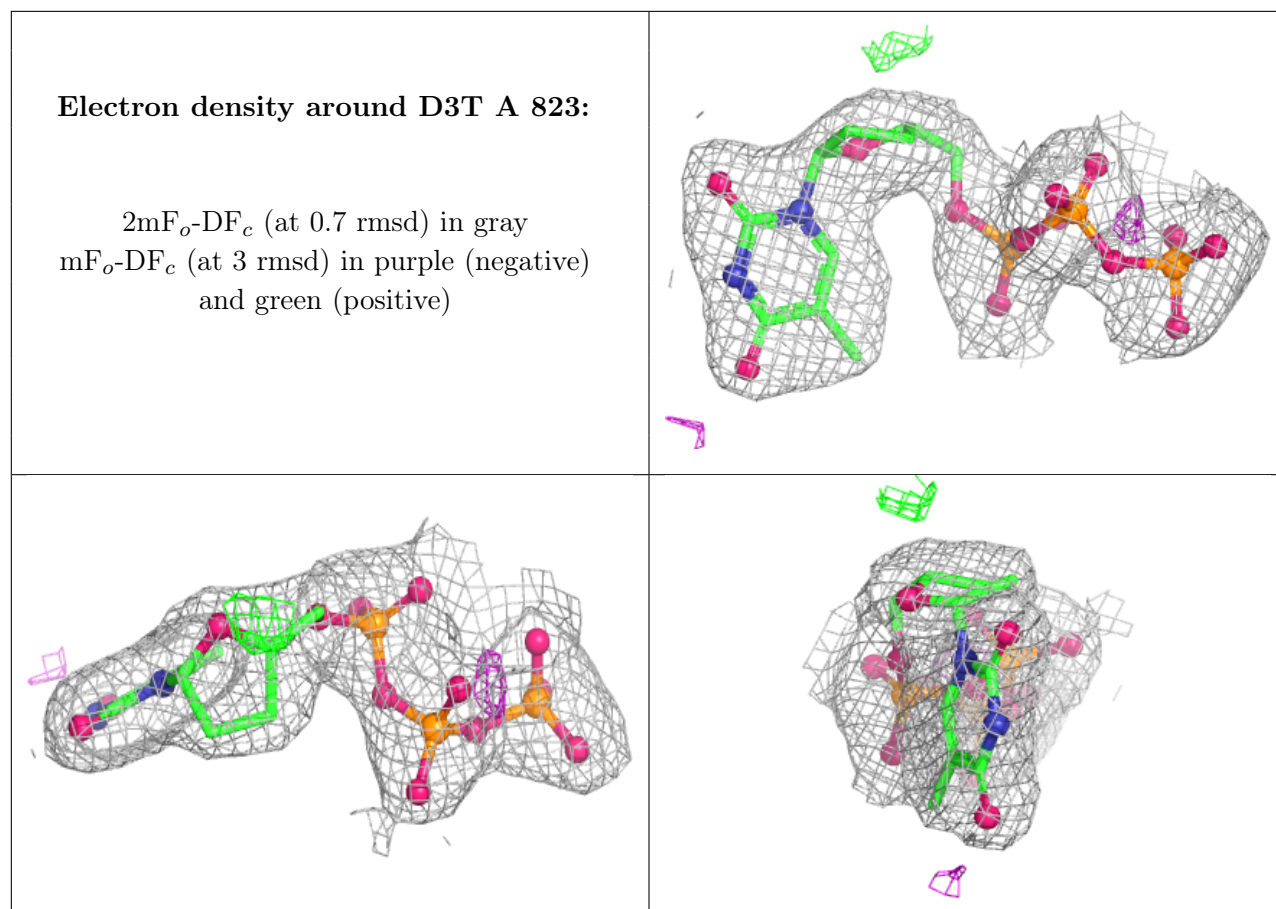 Electron density around D3T A 823:
2mFo-DFc (at 0.7 rmsd) in gray
mFo-DFc (at 3 rmsd) in purple (negative)
and green (positive)